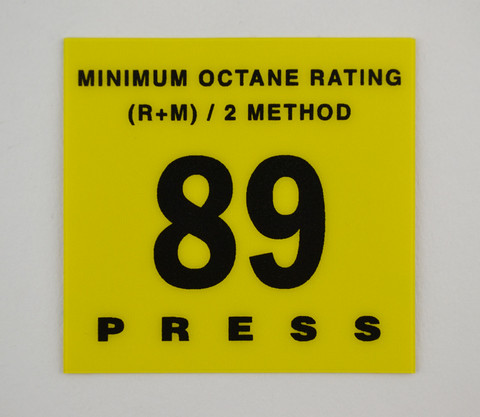 MINIMUM OCTANE RATING
(R+M) / 2 METHOD
89
PRESS